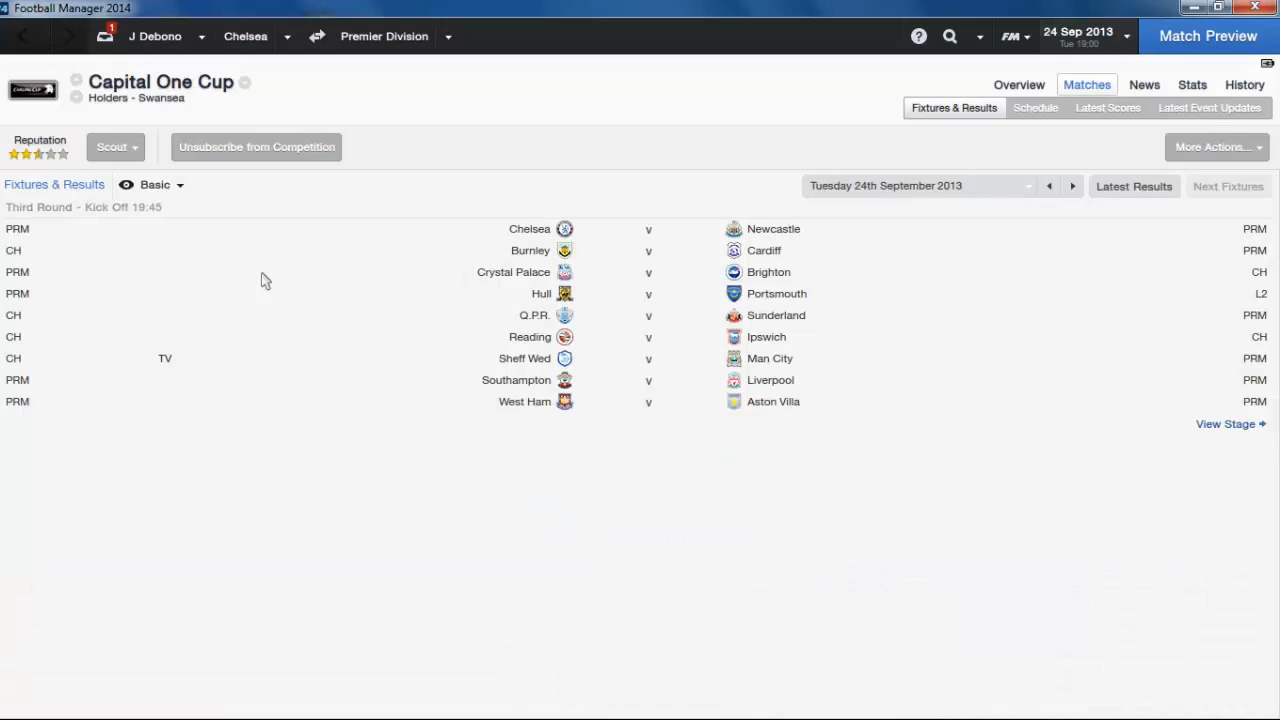 Football Manager 2014
1 J Debono Chelsea Premier Division ? FM 24 Sep 2013 Match Preview
Tue 19:00
Capital One Cup
Holders - Swansea
Overview Matches News Stats History
Fixtures & Results Schedule Latest Scores Latest Event Updates
Reputation Scout Unsubscribe from Competition More Actions...
Fixtures & Results Basic Tuesday 24th September 2013 Latest Results Next Fixtures
Third Round - Kick Off 19:45
PRM Chelsea v Newcastle PRM
CH Burnley v Cardiff PRM
PRM Crystal Palace v Brighton CH
PRM Hull v Portsmouth L2
CH Q.P.R. v Sunderland PRM
CH Reading v Ipswich CH
CH TV Sheff Wed v Man City PRM
PRM Southampton v Liverpool PRM
PRM West Ham v Aston Villa PRM
View Stage